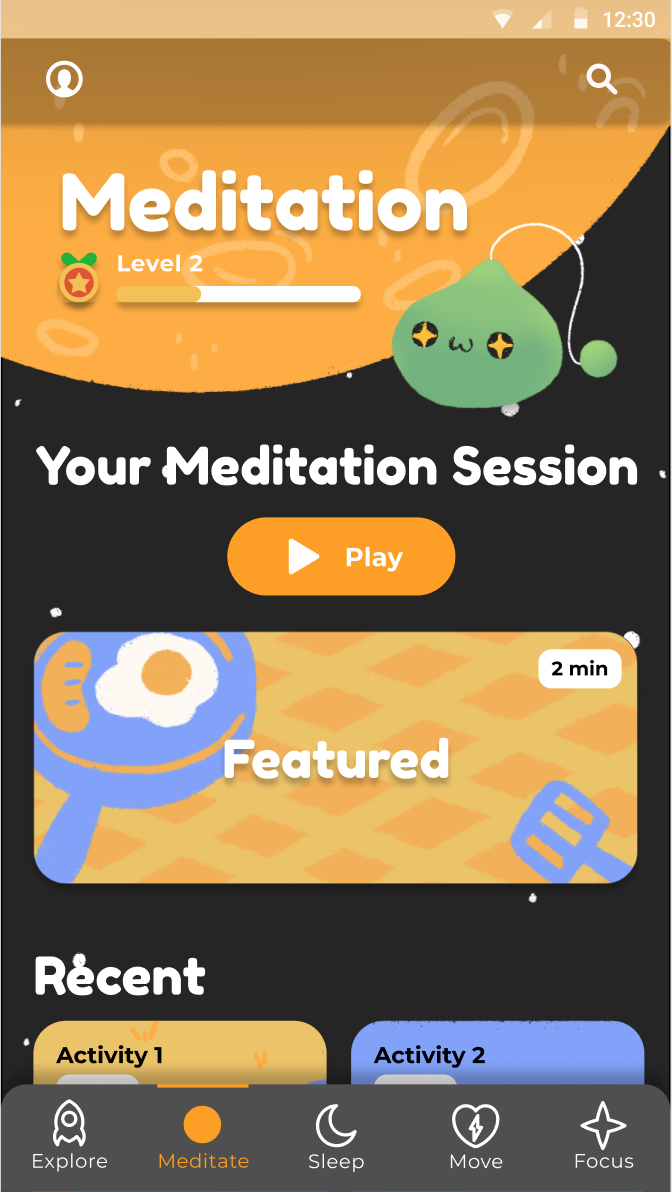 12:30
Meditation
Level 2
Your Meditation Session
Play
2 min
Featured
Recent
Activity 1
Activity 2
Explore
Meditate
Sleep
Move
Focus